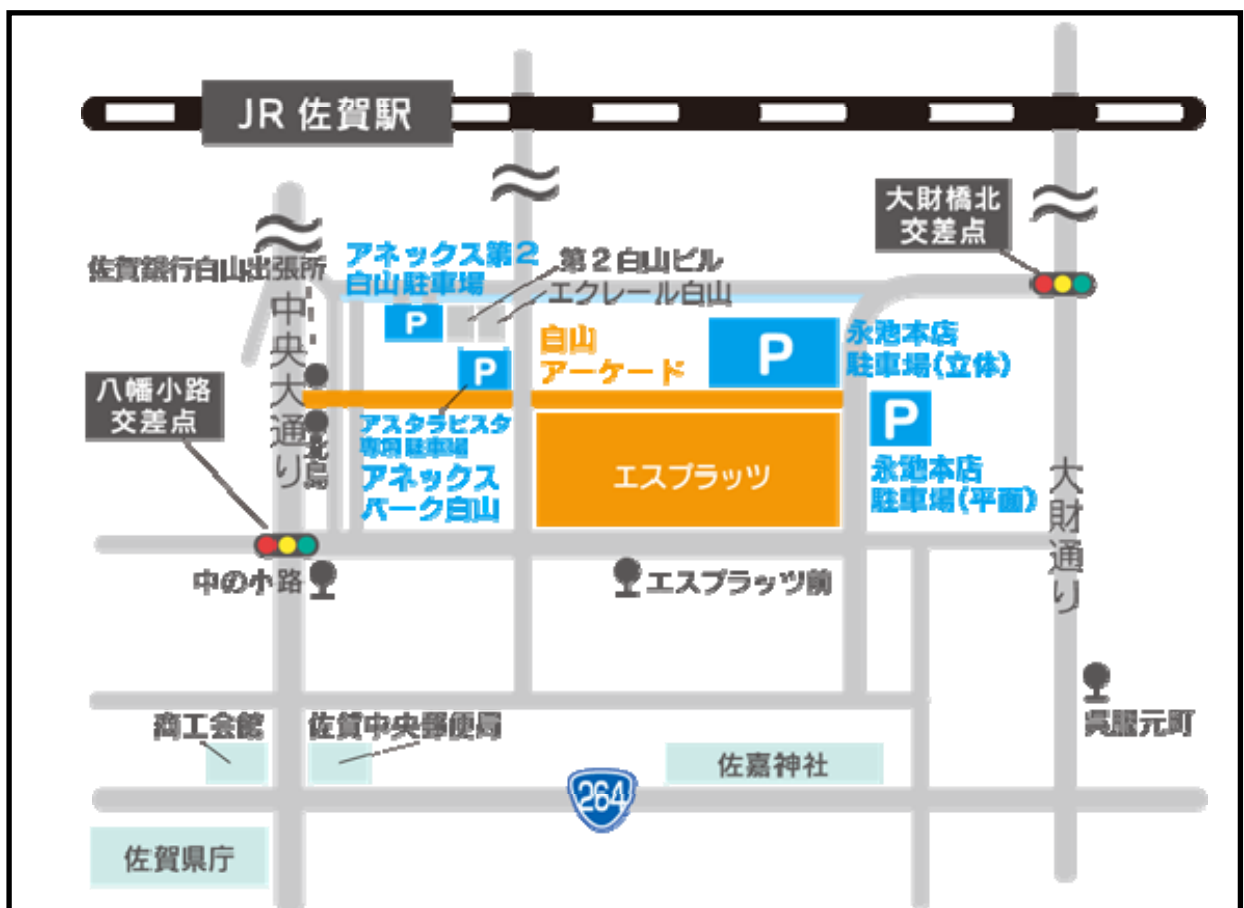 JR 佐賀駅
大財橋北
交差点
佐賀銀行白山出張所
アネックス第2
白山駐車場
第2白山ビル
エクレール白山
中央大通り
P
白山
アーケード
P
永池本店
駐車場(立体)
P
八幡小路
交差点
北島
アスタラビスタ
専用駐車場
アネックス
パーク白山
エスプラッツ
P
永池本店
駐車場(平面)
大財通り
中の小路
エスプラッツ前
呉服元町
商工会館
佐賀中央郵便局
佐嘉神社
264
佐賀県庁